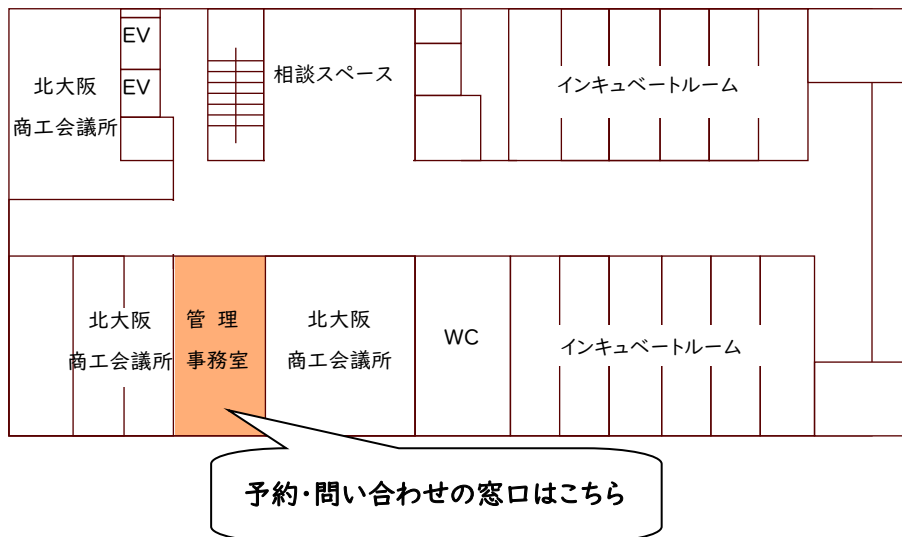 EV
EV
北大阪
商工会議所
相談スペース
インキュベートルーム
北大阪
商工会議所
管 理
事務室
北大阪
商工会議所
WC
インキュベートルーム
予約・問い合わせの窓口はこちら